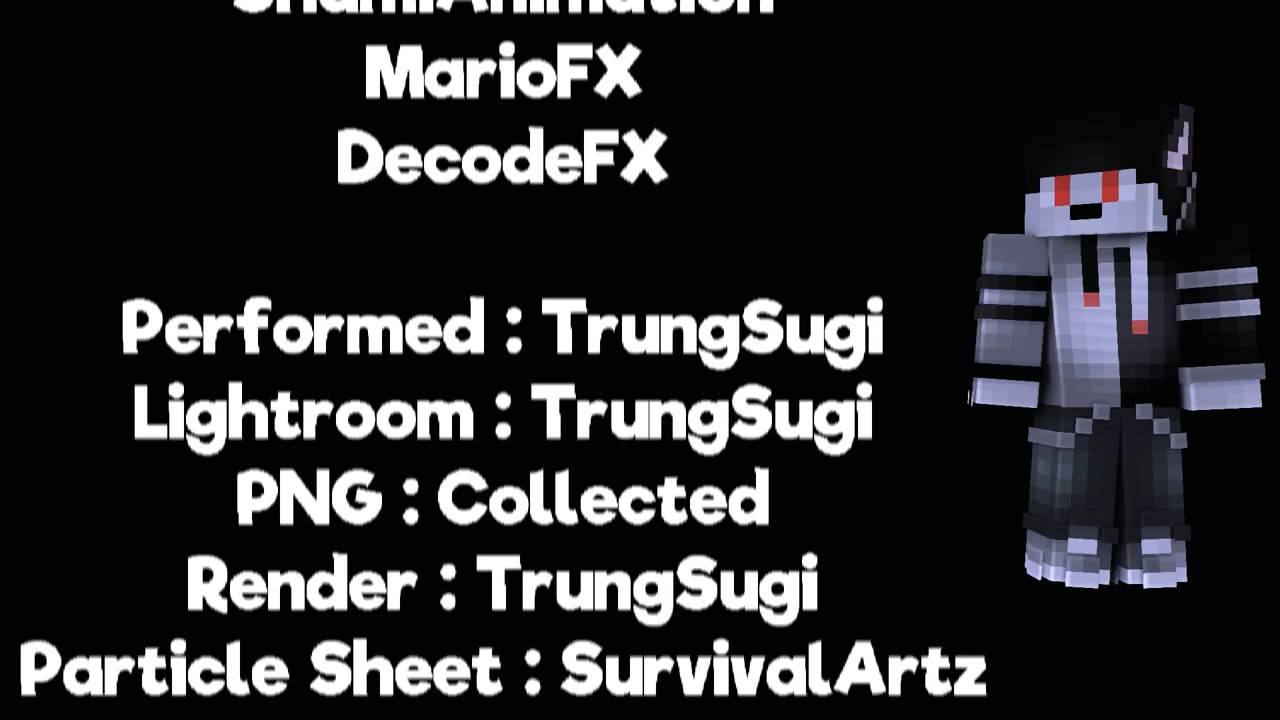 MarioFX
DecodeFX
Performed : TrungSugi
Lightroom : TrungSugi
PNG : Collected
Render : TrungSugi
Particle Sheet : SurvivalArtz